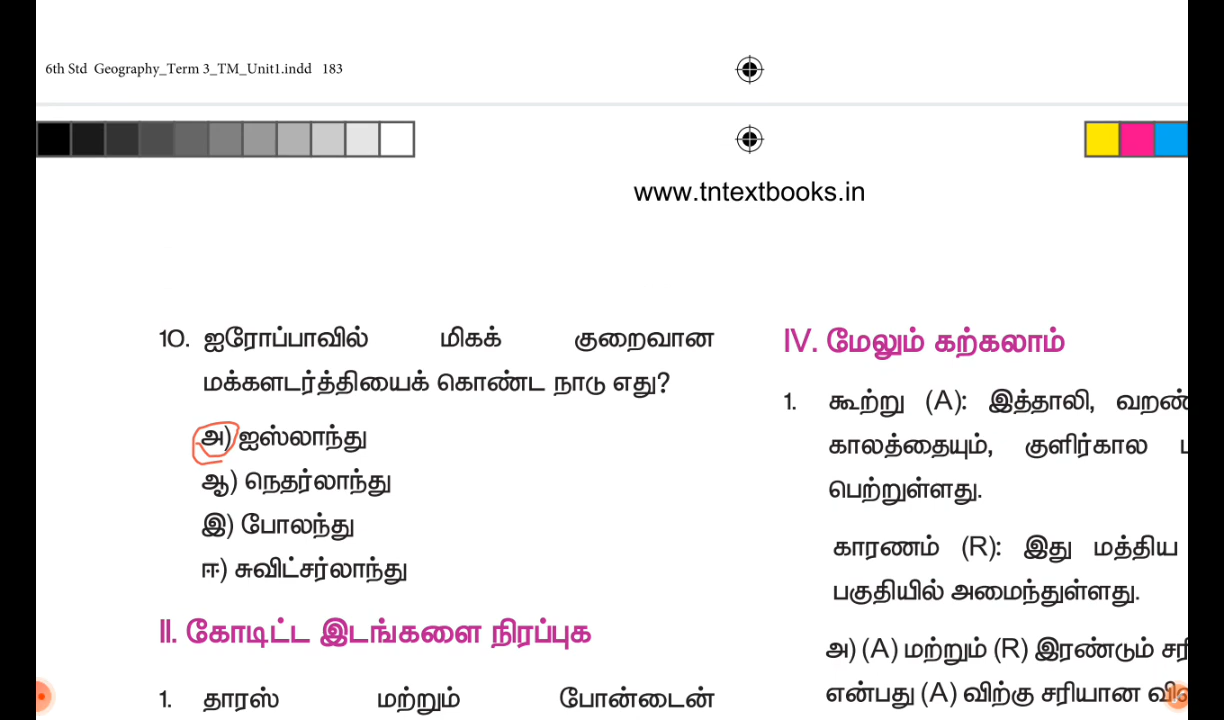 6th Std Geography_Term 3_TM_Unit1.indd 183
www.tntextbooks.in
10. ஐரோப்பாவில் மிகக் குறைவான
மக்களடர்த்தியைக் கொண்ட நாடு எது?
அ) ஐஸ்லாந்து
ஆ) நெதர்லாந்து
இ) போலந்து
ஈ) சுவிட்சர்லாந்து
II. கோடிட்ட இடங்களை நிரப்புக
1. தாரஸ் மற்றும் போன்டைன்
IV. மேலும் கற்கலாம்
1. கூற்று (A): இத்தாலி,
காலத்தையும், குளிர்கால
பெற்றுள்ளது.
காரணம் (R): இது மத்திய
பகுதியில் அமைந்துள்ளது.
அ) (A) மற்றும் (R) இரண்டும்
என்பது (A) விற்கு சரியான